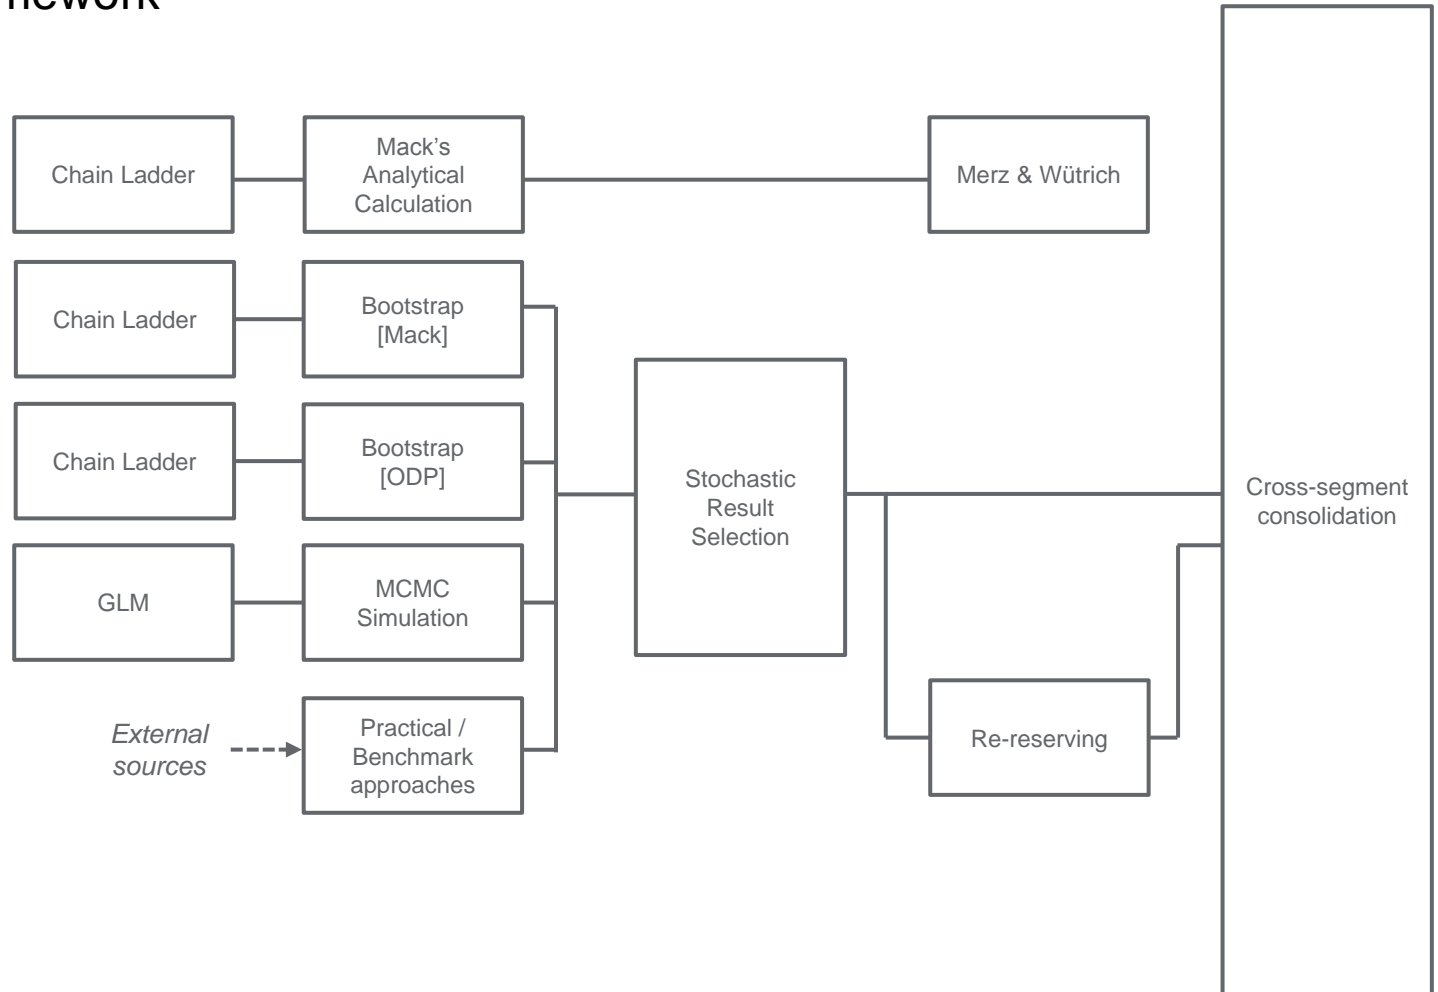 mework
Chain Ladder
Mack's
Analytical
Calculation
Merz & Wütrich
Chain Ladder
Bootstrap
[Mack]
Chain Ladder
Bootstrap
[ODP]
Stochastic
Result
Selection
Cross-segment
consolidation
GLM
MCMC
Simulation
External
sources
Practical /
Benchmark
approaches
Re-reserving